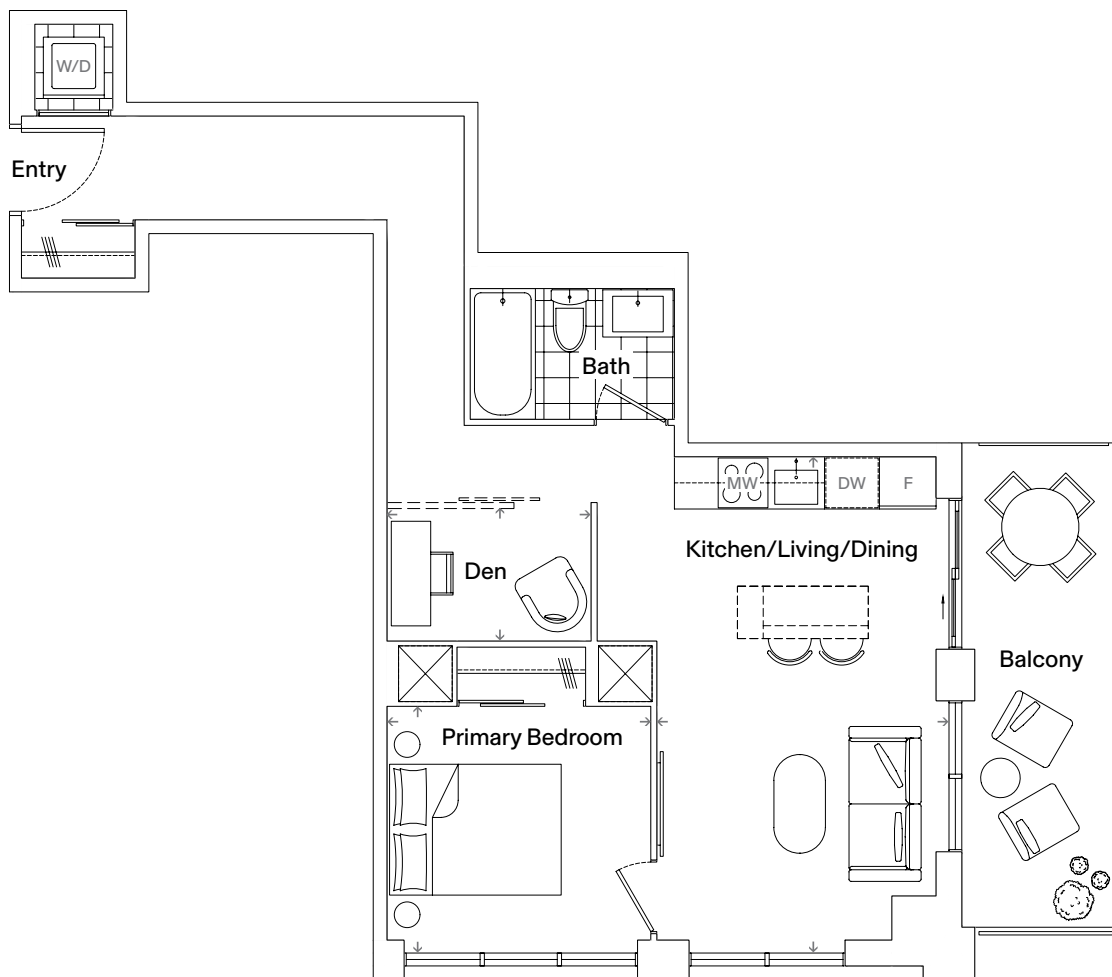 W/D
Entry
Bath
MW
DW
F
Kitchen/Living/Dining
Den
Balcony
Primary Bedroom